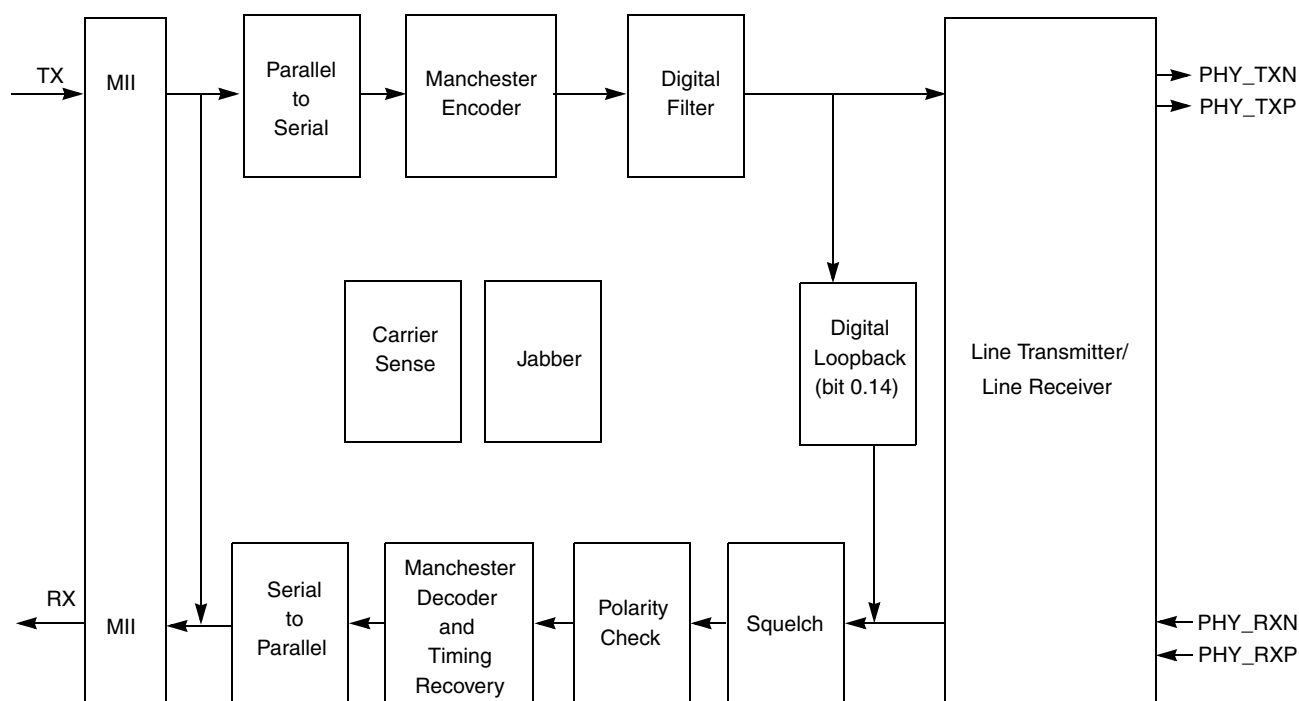 TX
MII
Parallel
to
Serial
Manchester
Encoder
Digital
Filter
PHY_TXN
PHY_TXP
Carrier
Sense
Jabber
Digital
Loopback
(bit 0.14)
Line Transmitter/
Line Receiver
RX
MII
Serial
to
Parallel
Manchester
Decoder
and
Timing
Recovery
Polarity
Check
Squelch
PHY_RXN
PHY_RXP